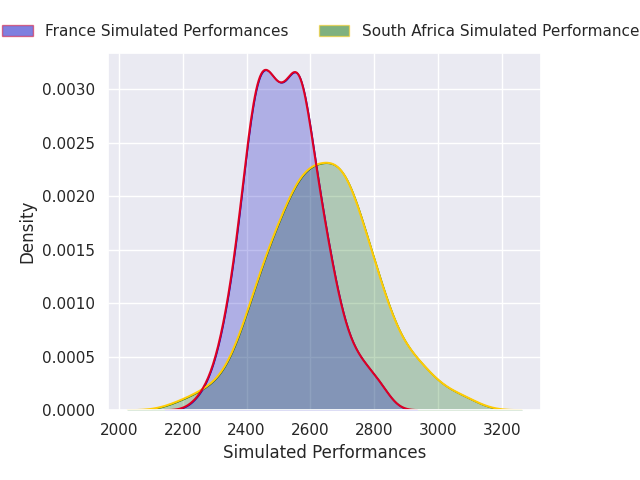 France Simulated Performances South Africa Simulated Performance
0.0030
0.0025
0.0020
0.0015
0.0010
0.0005
0.0000
Density
2000 2200 2400 2600 2800 3000 3200
Simulated Performances